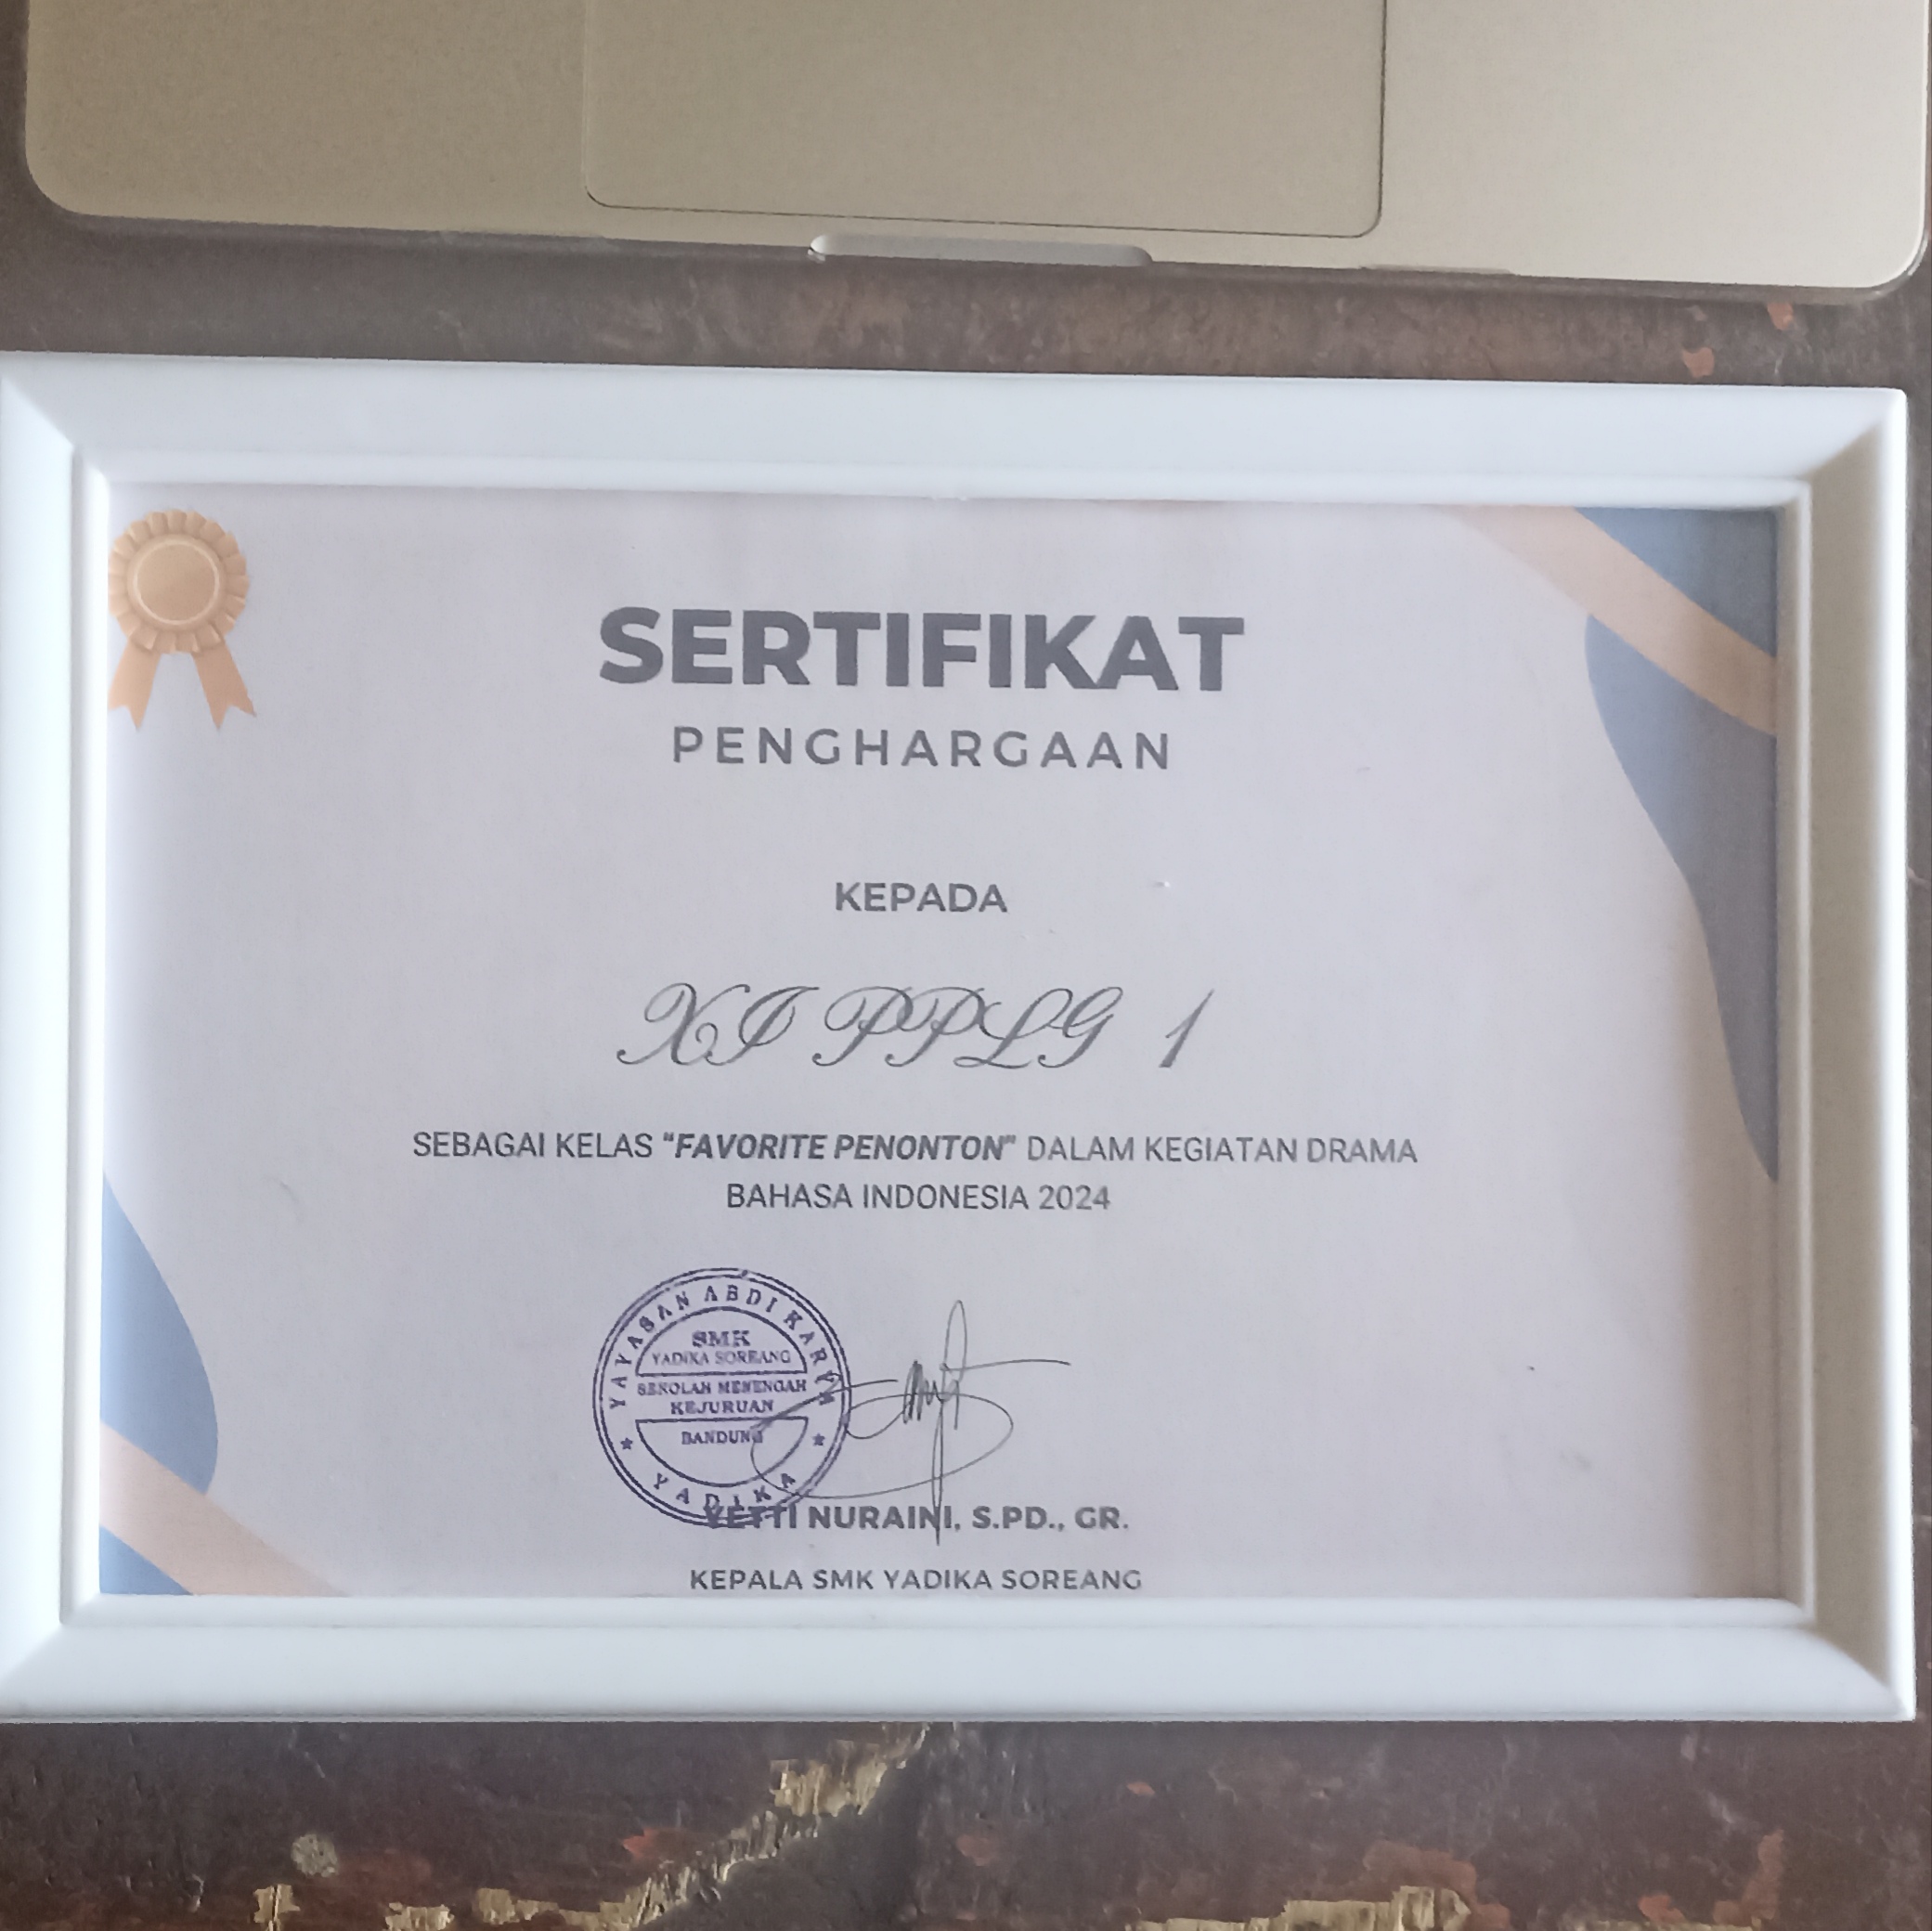 SERTIFIKAT
PENGHARGAAN
KEPADA
XI PPLG 1
SEBAGAI KELAS "FAVORITE PENONTON" DALAM KEGIATAN DRAMA
BAHASA INDONESIA 2024
YAYASAN ABDI KARYA
SMK
YADIKA SOREANG
SEKOLAH MENENGAH
KEJURUAN
BANDUNG
YADIKA
YETTI NURAINI, S.PD., GR.
KEPALA SMK YADIKA SOREANG